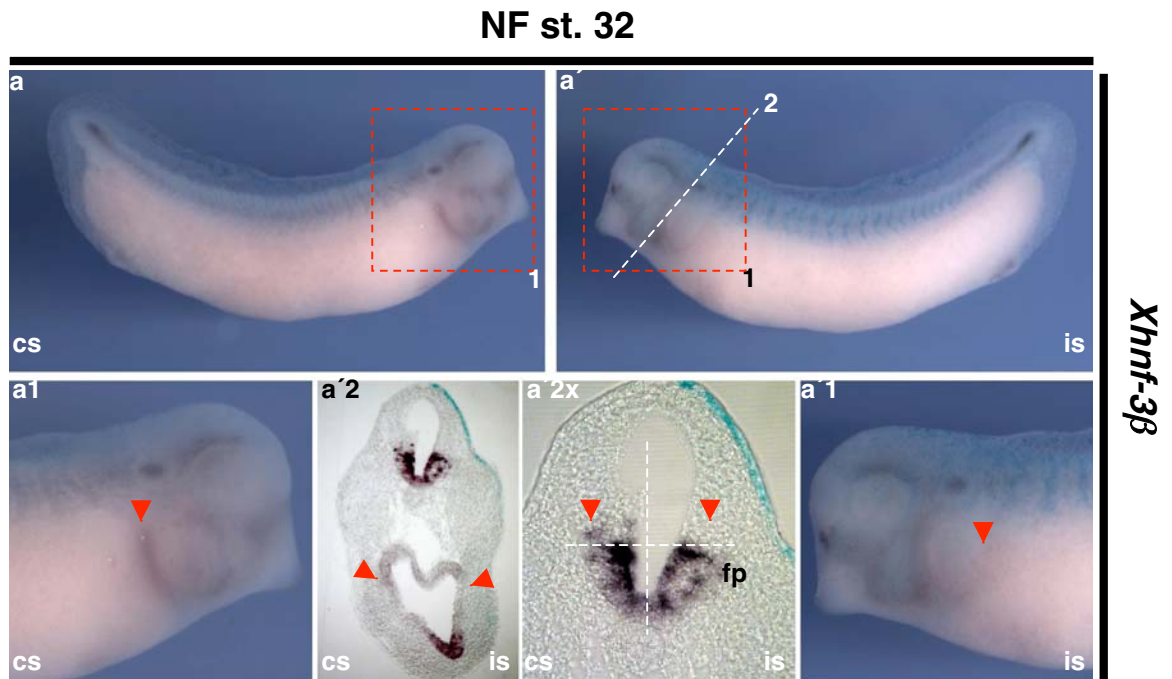 NF st. 32
a
a´
2
1
1
cs
is
Xhnf-3β
a1
a´2
a´2x
a´1
fp
cs
cs
is
cs
is
is